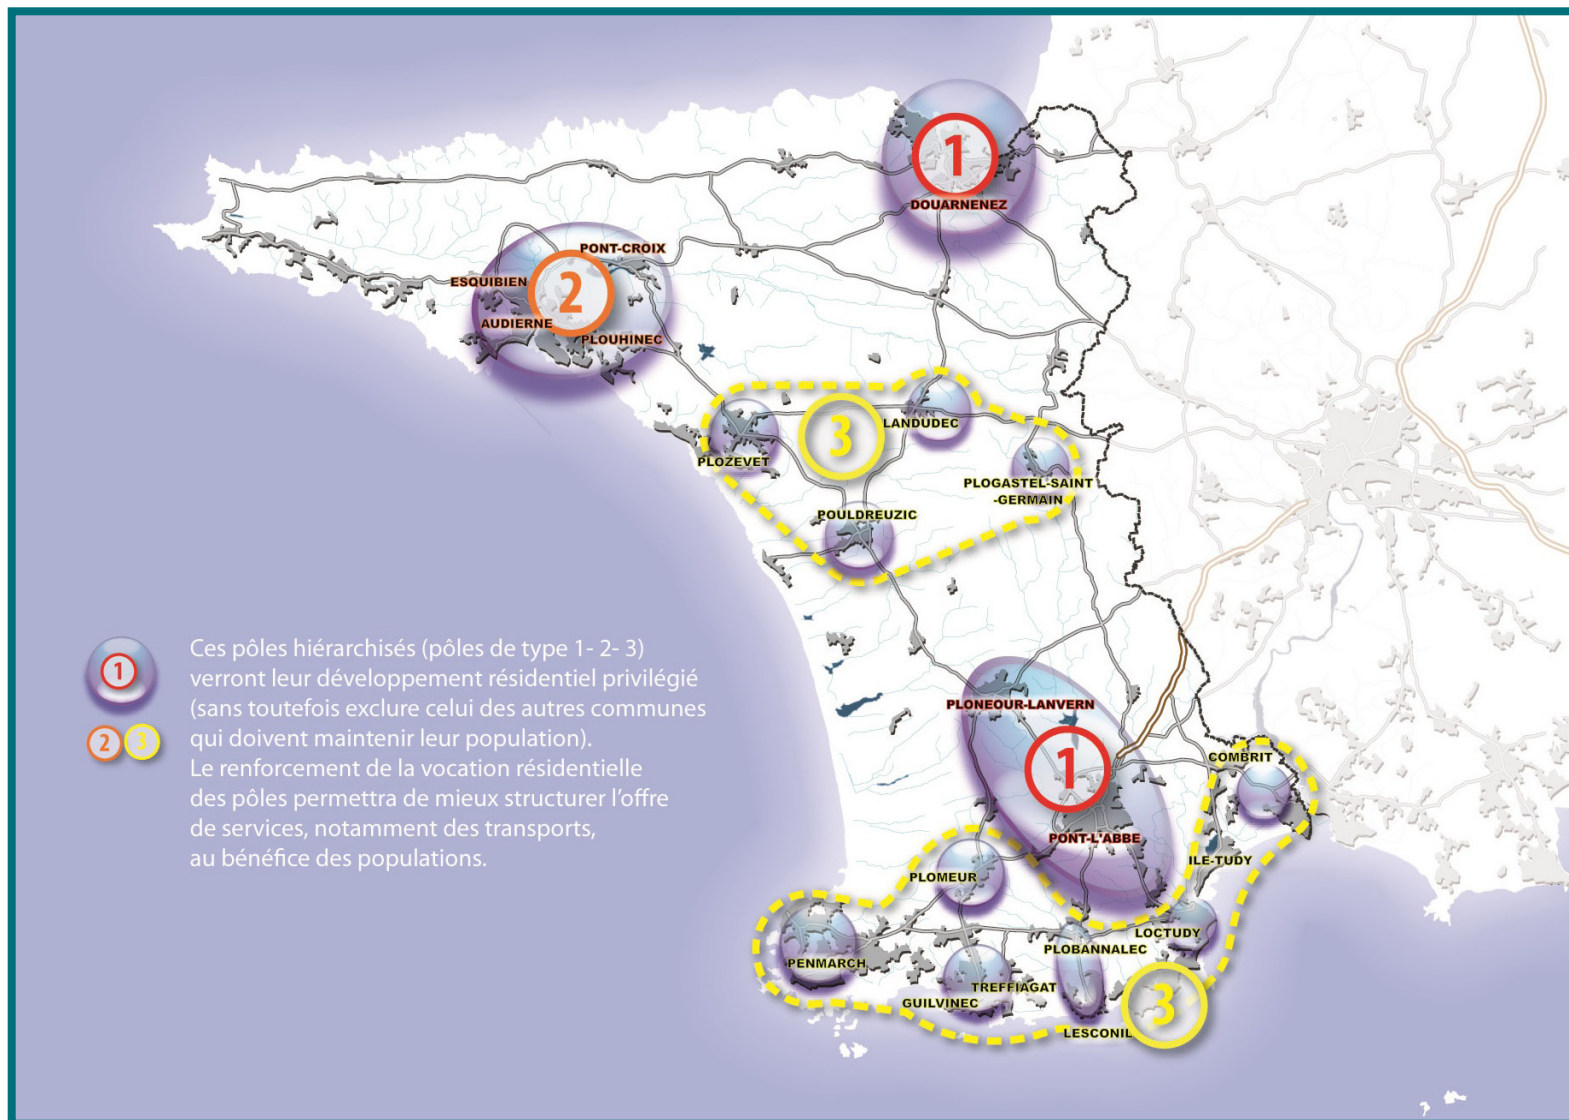 1
DOUARNENEZ
PONT-CROIX
ESQUIBIEN
2
AUDIERNE
PLOUHINEC
LANDUDEC
3
PLOZEVET
PLOGASTEL-SAINT
-GERMAIN
POULDREUZIC
1
2 3
Ces pôles hiérarchisés (pôles de type 1- 2- 3)
verront leur développement résidentiel privilégié
(sans toutefois exclure celui des autres communes
qui doivent maintenir leur population).
Le renforcement de la vocation résidentielle
des pôles permettra de mieux structurer l'offre
de services, notamment des transports,
au bénéfice des populations.
PLONEOUR-LANVERN
1
COMBRIT
PONT-L'ABBE
ILE-TUDY
PLOMEUR
LOCTUDY
PLOBANNALEC
PENMARCH
TREFFIAGAT
GUILVINEC
3
LESCONIL